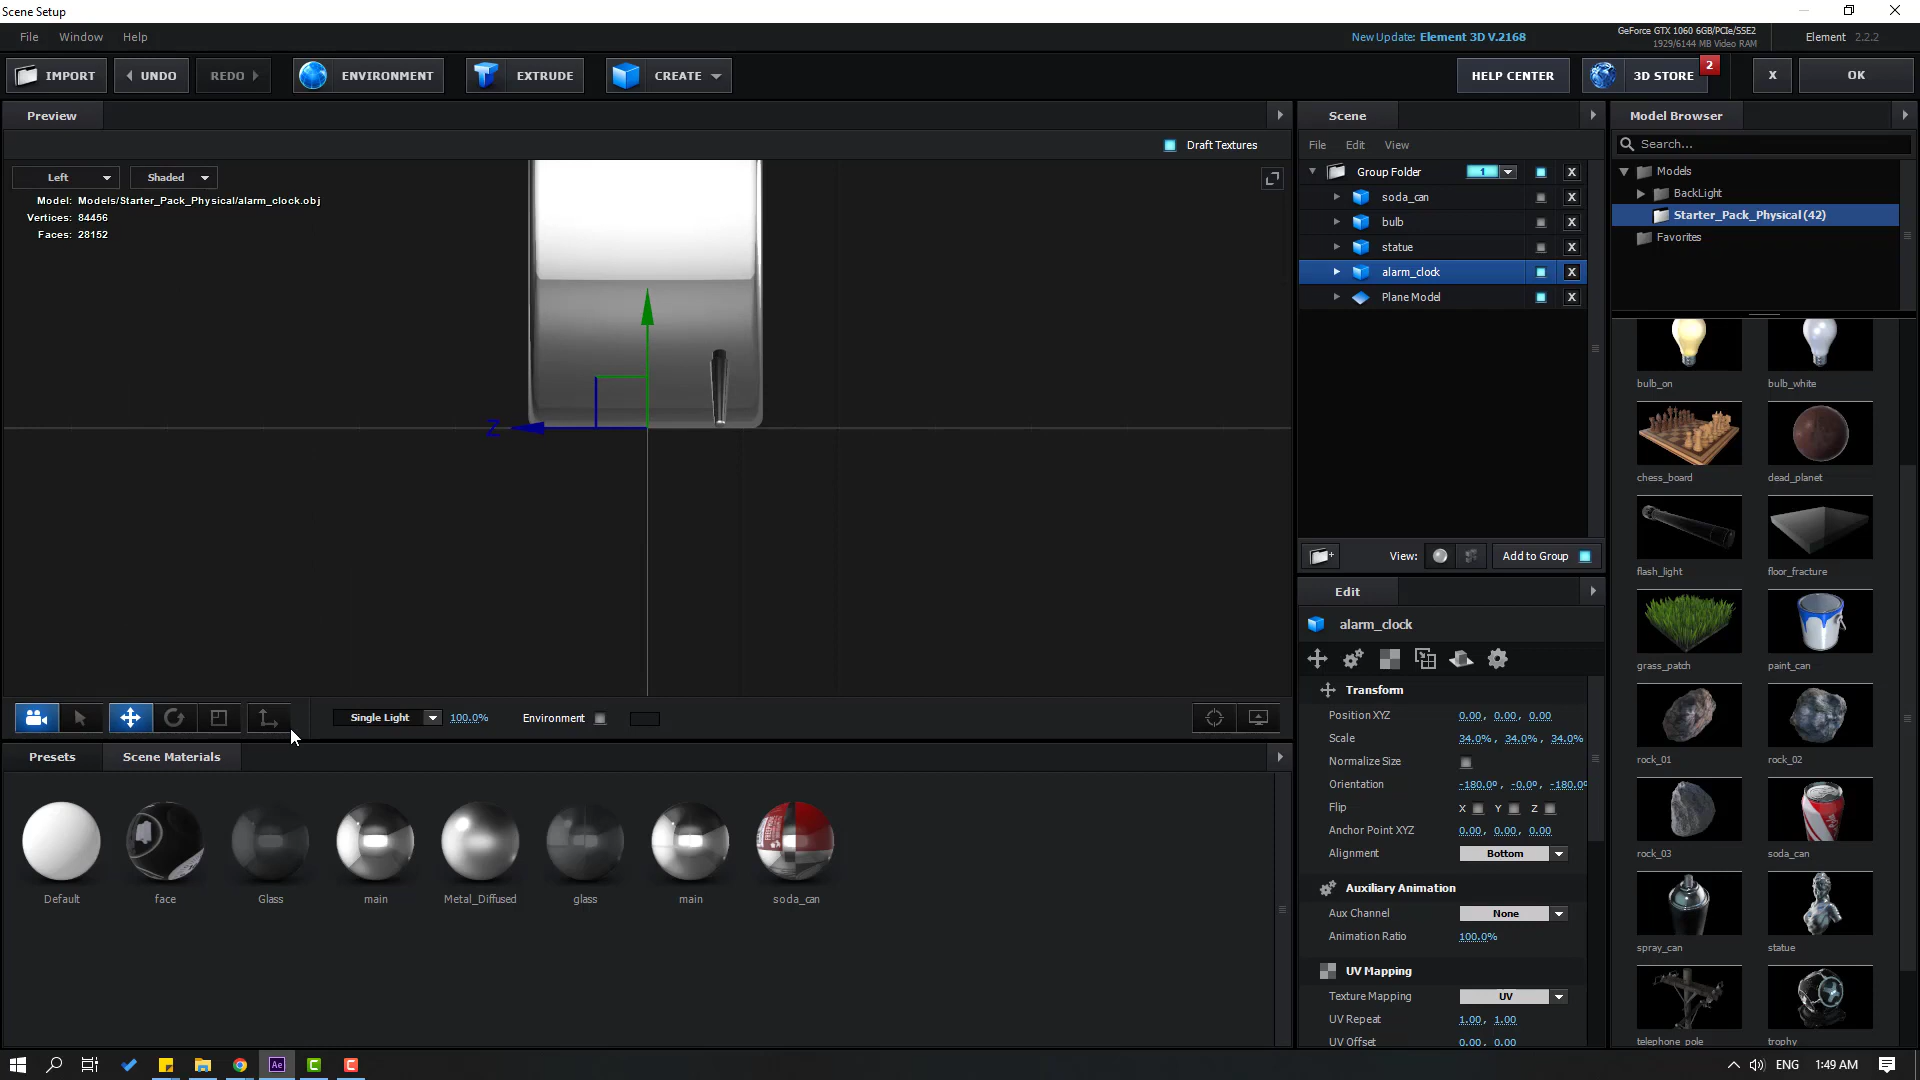 Scene Setup
File Window Help
New Update: Element 3D V.2168
GeForce GTX 1060 6GB/PCIe/SSE2
1929/6144 MB Video RAM
Element 2.2.2
IMPORT UNDO REDO ENVIRONMENT EXTRUDE CREATE HELP CENTER 3D STORE 2 X OK
Preview
Draft Textures
Left Shaded
Model: Models/Starter_Pack_Physical/alarm_clock.obj
Vertices: 84456
Faces: 28152
Z
Single Light 100.0% Environment
Presets Scene Materials
Default face Glass main Metal_Diffused glass main soda_can
Scene
File Edit View
Group Folder 1 X
soda_can X
bulb X
statue X
alarm_clock X
Plane Model X
View: Add to Group
Edit
alarm_clock
Transform
Position XYZ 0.00, 0.00, 0.00
Scale 34.0%, 34.0%, 34.0%
Normalize Size
Orientation -180.0º, -0.0º, -180.0º
Flip X Y Z
Anchor Point XYZ 0.00, 0.00, 0.00
Alignment Bottom
Auxiliary Animation
Aux Channel None
Animation Ratio 100.0%
UV Mapping
Texture Mapping UV
UV Repeat 1.00, 1.00
UV Offset 0.00, 0.00
Model Browser
Search...
Models
BackLight
Starter_Pack_Physical (42)
Favorites
bulb_on bulb_white
chess_board dead_planet
flash_light floor_fracture
grass_patch paint_can
rock_01 rock_02
rock_03 soda_can
spray_can statue
telephone_pole trophy
Ae
C
C
ENG 1:49 AM